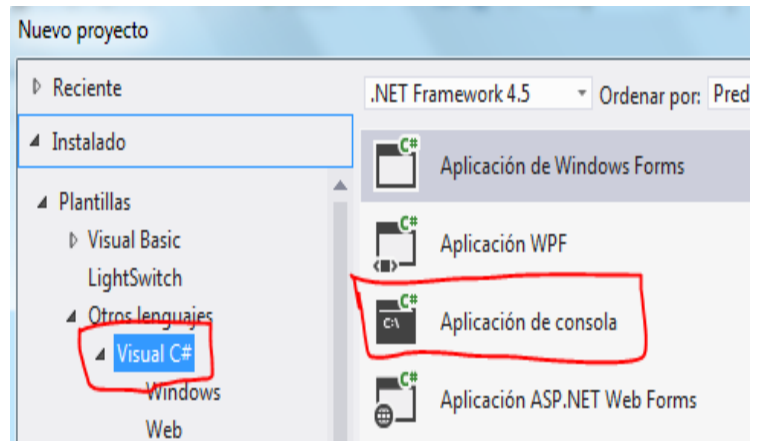 Nuevo proyecto
Reciente
Instalado
Plantillas
Visual Basic
LightSwitch
Otros lenguajes
Visual C#
Windows
Web
.NET Framework 4.5 Ordenar por: Pred
C# Aplicación de Windows Forms
C# Aplicación WPF
C# C:\ Aplicación de consola
C# Aplicación ASP.NET Web Forms